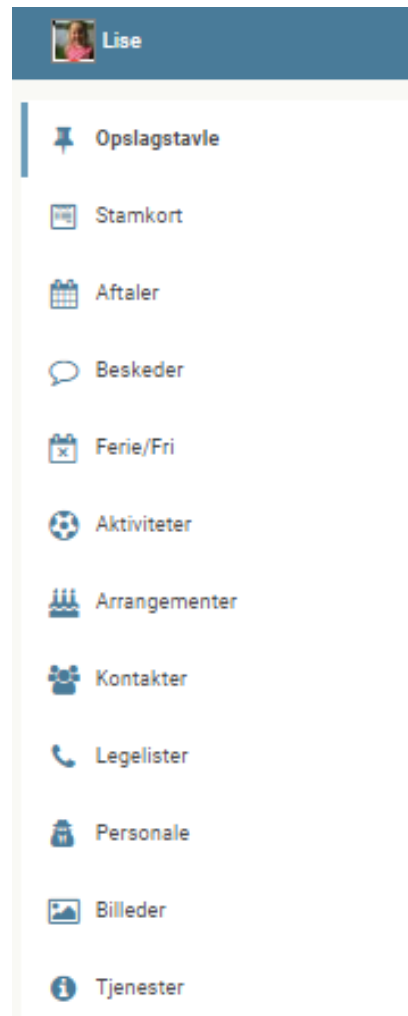 Lise
Opslagstavle
Stamkort
Aftaler
Beskeder
Ferie/Fri
Aktiviteter
Arrangementer
Kontakter
Legelister
Personale
Billeder
Tjenester